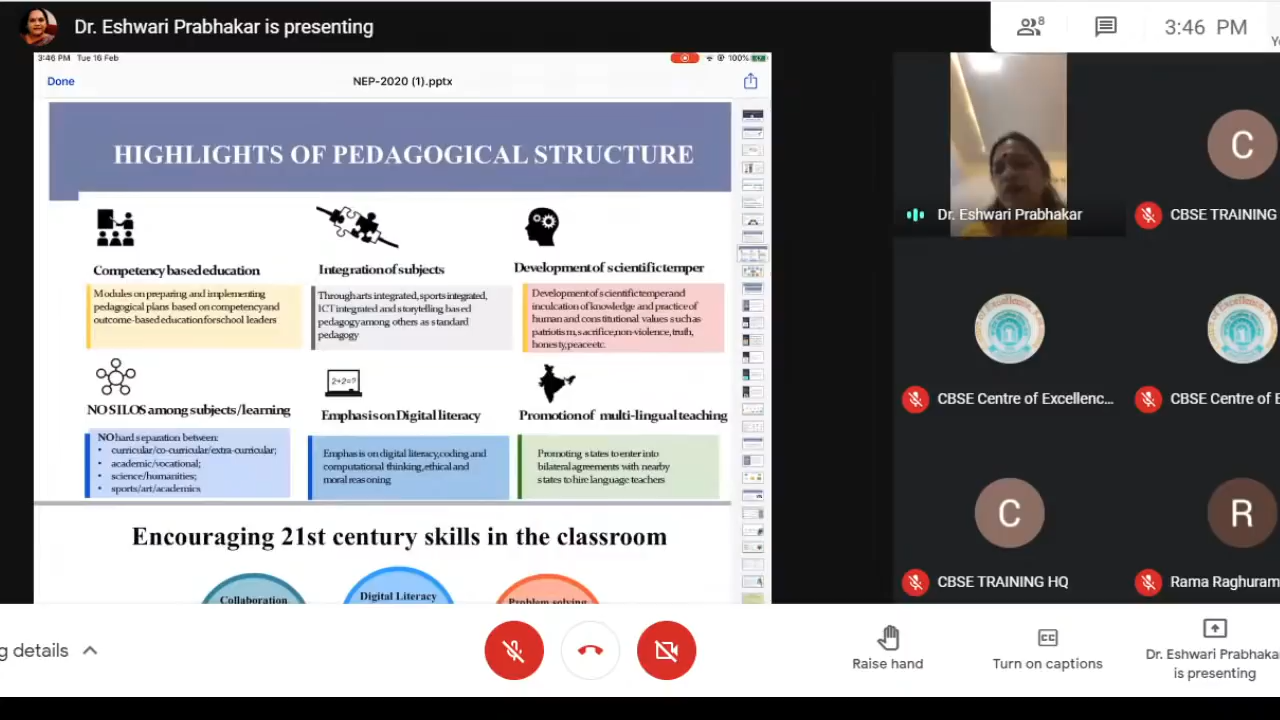 Dr. Eshwari Prabhakar is presenting
8
3:46 PM
3:46 PM Tue 16 Feb
100%
Done
NEP-2020 (1).pptx
HIGHLIGHTS OF PEDAGOGICAL STRUCTURE
Competency based education
Modules on preparing and implementing
pedagogical plans based on competency and
outcome-based education for school leaders
Integration of subjects
Through arts integrated, sports integrated,
ICT integrated and storytelling based
pedagogy among others as standard
pedagogy
Development of scientific temper
Development of scientific temper and
inculcation of knowledge and practice of
human and constitutional values such as
patriotism, sacrifice, non-violence, truth,
honesty, peace etc.
NO SILOS among subjects/learning
NO hard separation between:
• curricular/co-curricular/extra-curricular;
• academic/vocational;
• science/humanities;
• sports/art/academics
2+2=?
Emphasis on Digital literacy
Emphasis on digital literacy, coding and
computational thinking, ethical and
moral reasoning
Promotion of multi-lingual teaching
Promoting states to enter into
bilateral agreements with nearby
states to hire language teachers
Encouraging 21st century skills in the classroom
Collaboration
Digital Literacy
Problem solving
Dr. Eshwari Prabhakar
C
CBSE TRAINING
CBSE Centre of Excellenc...
CBSE Centre of E
C
CBSE TRAINING HQ
R
Rama Raghuram
g details
Raise hand
CC
Turn on captions
Dr. Eshwari Prabhaka
is presenting